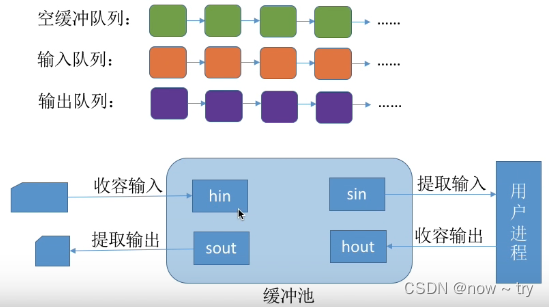 空缓冲队列： ……
输入队列： ……
输出队列： ……
收容输入 hin sin 提取输入
提取输出 sout hout 收容输出
用户进程
缓冲池
CSDN @now ~ try